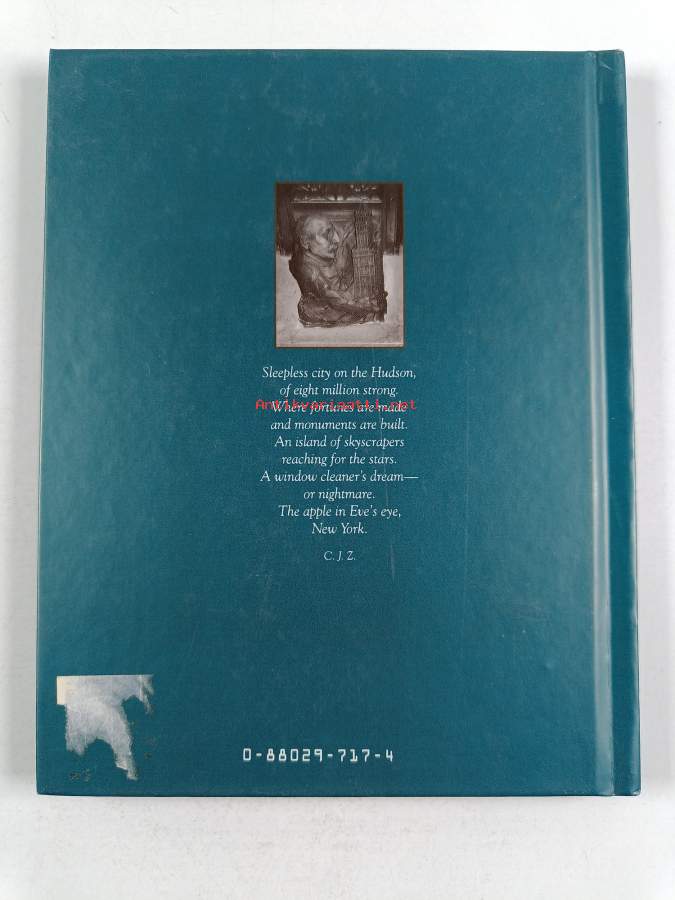 Sleepless city on the Hudson,
of eight million strong.
Where fortunes are made
Antikvariaatti.net
and monuments are built.
An island of skyscrapers
reaching for the stars.
A window cleaner's dream—
or nightmare.
The apple in Eve's eye,
New York.
C. J. Z.
0-88029-717-4